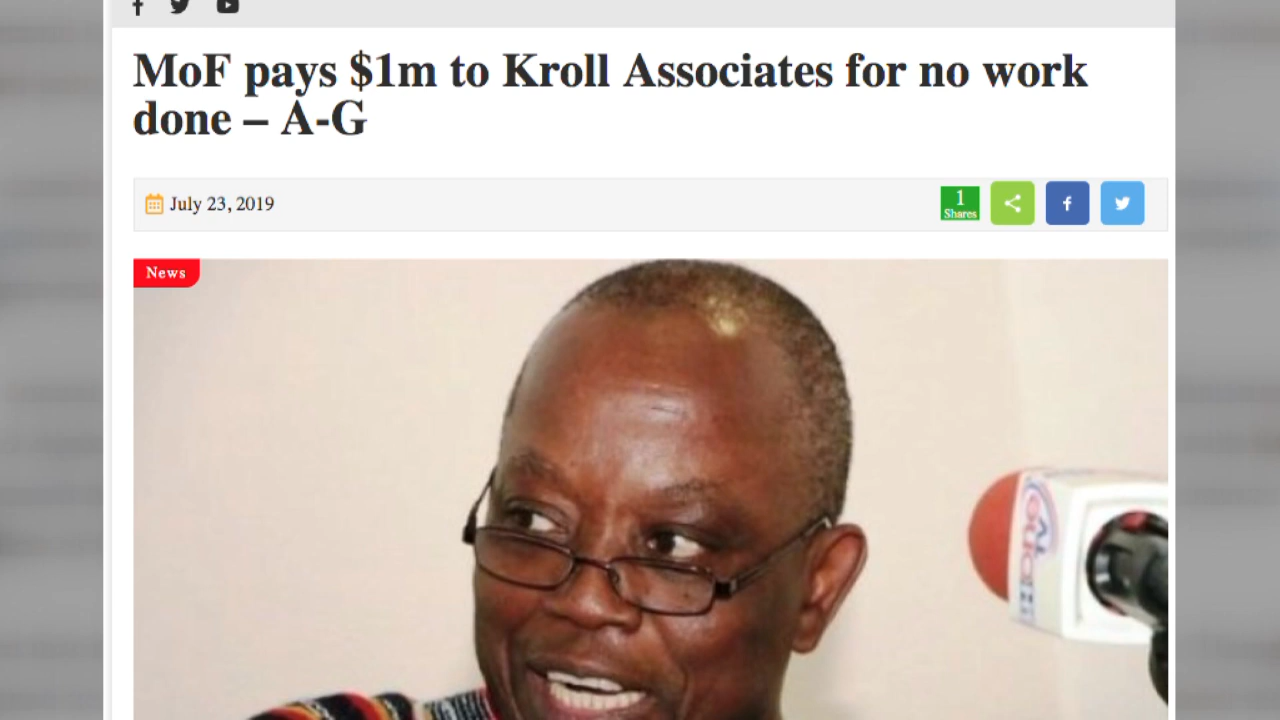 MoF pays $1m to Kroll Associates for no work
done – A-G
July 23, 2019
1
Shares
News